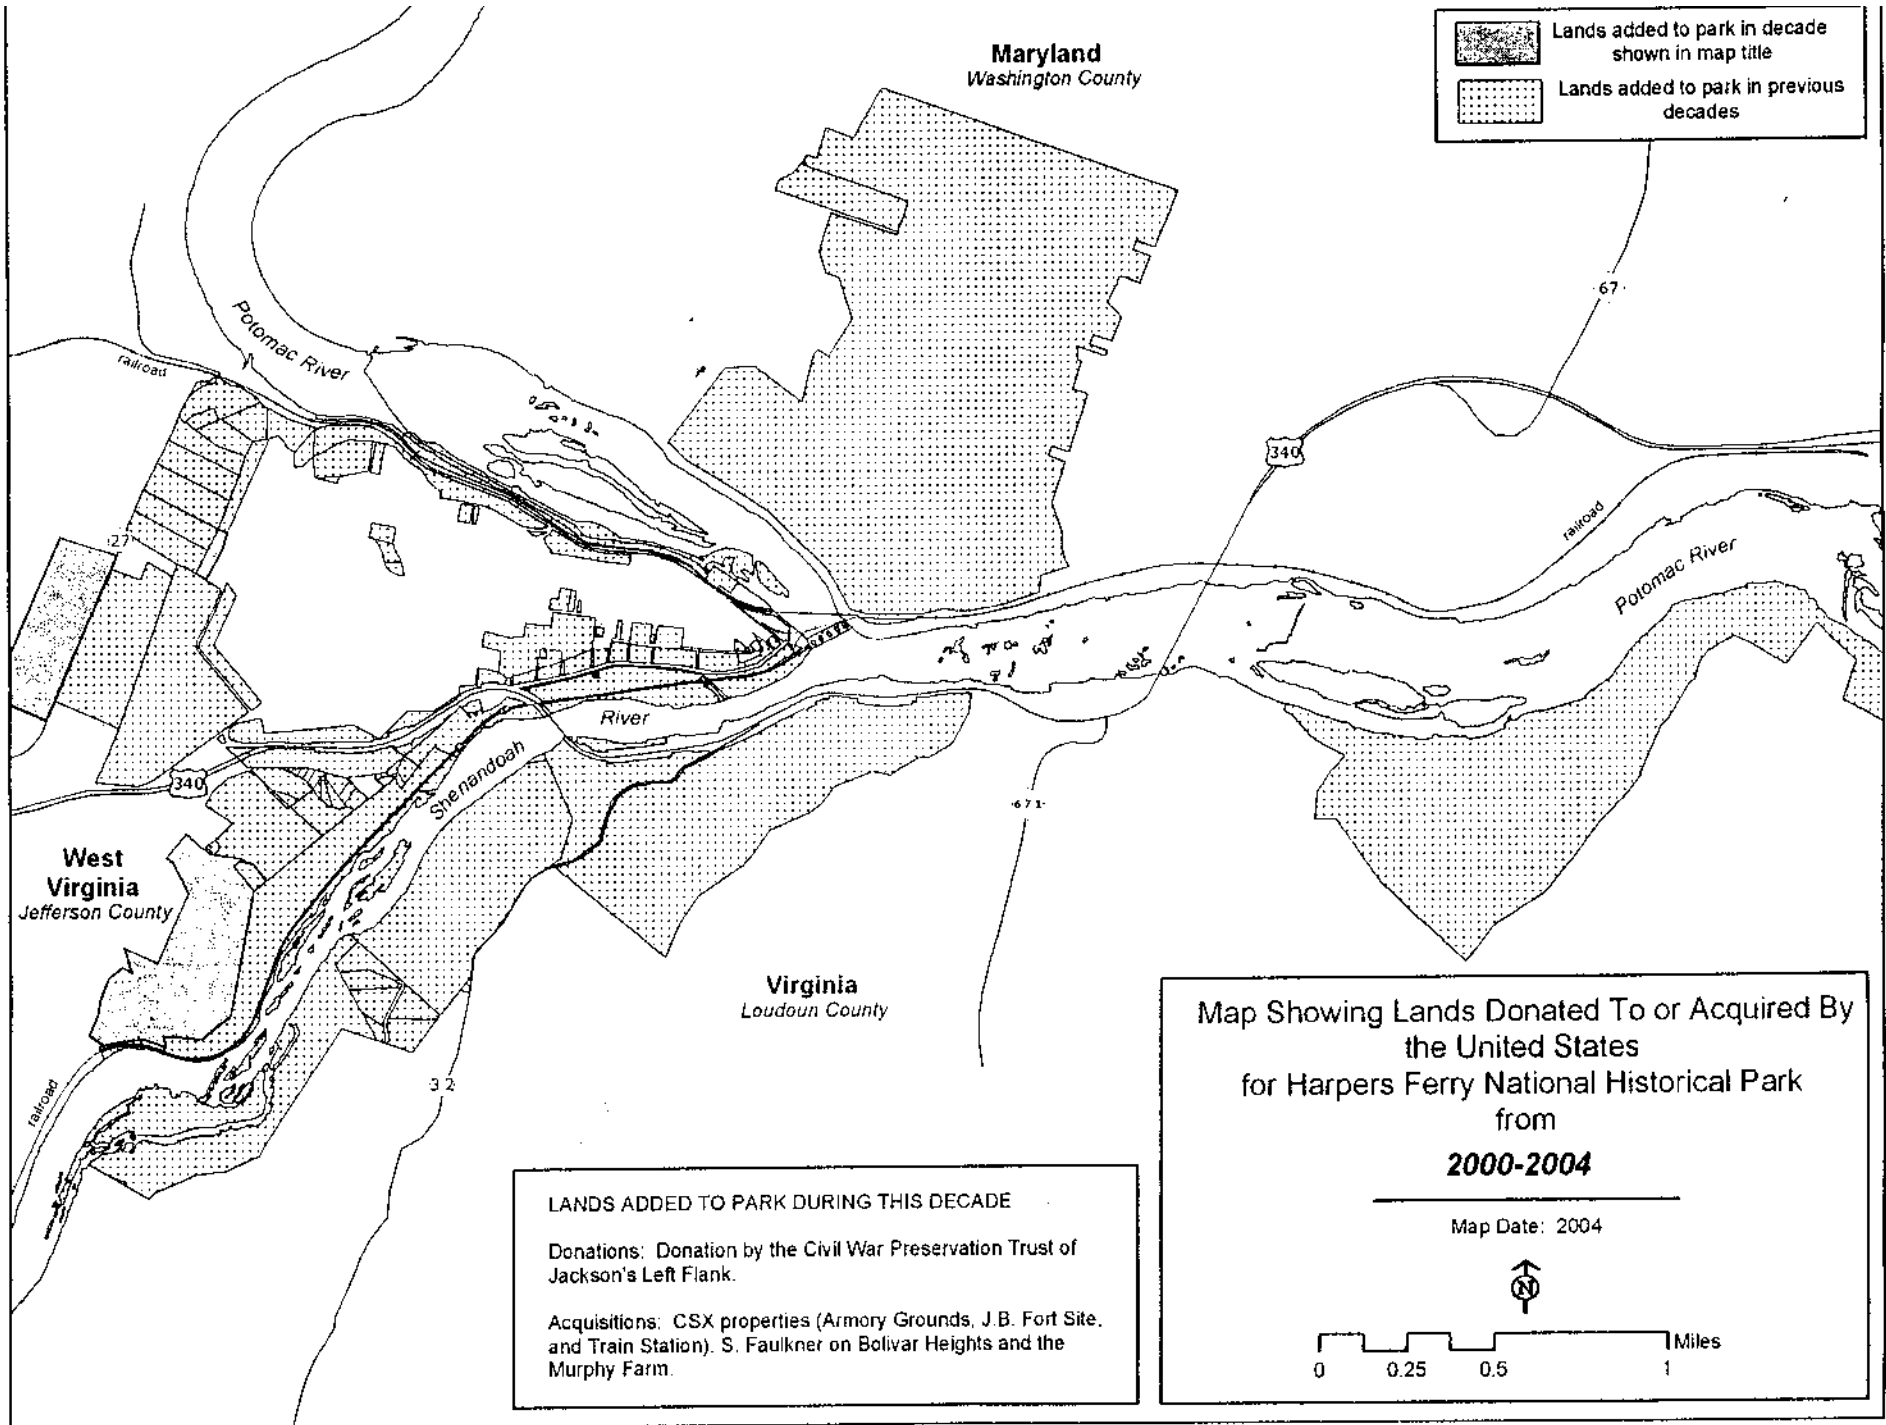 Maryland
Washington County
Lands added to park in decade
shown in map title
Lands added to park in previous
decades
67
Potomac River
railroad
340
railroad
27
Potomac River
River
Shenandoah
340
671
West
Virginia
Jefferson County
Virginia
Loudoun County
32
railroad
Map Showing Lands Donated To or Acquired By
the United States
for Harpers Ferry National Historical Park
from
2000-2004
Map Date: 2004
N
Miles
0 0.25 0.5 1
LANDS ADDED TO PARK DURING THIS DECADE
Donations: Donation by the Civil War Preservation Trust of
Jackson's Left Flank.
Acquisitions: CSX properties (Armory Grounds, J.B. Fort Site,
and Train Station). S. Faulkner on Bolivar Heights and the
Murphy Farm.